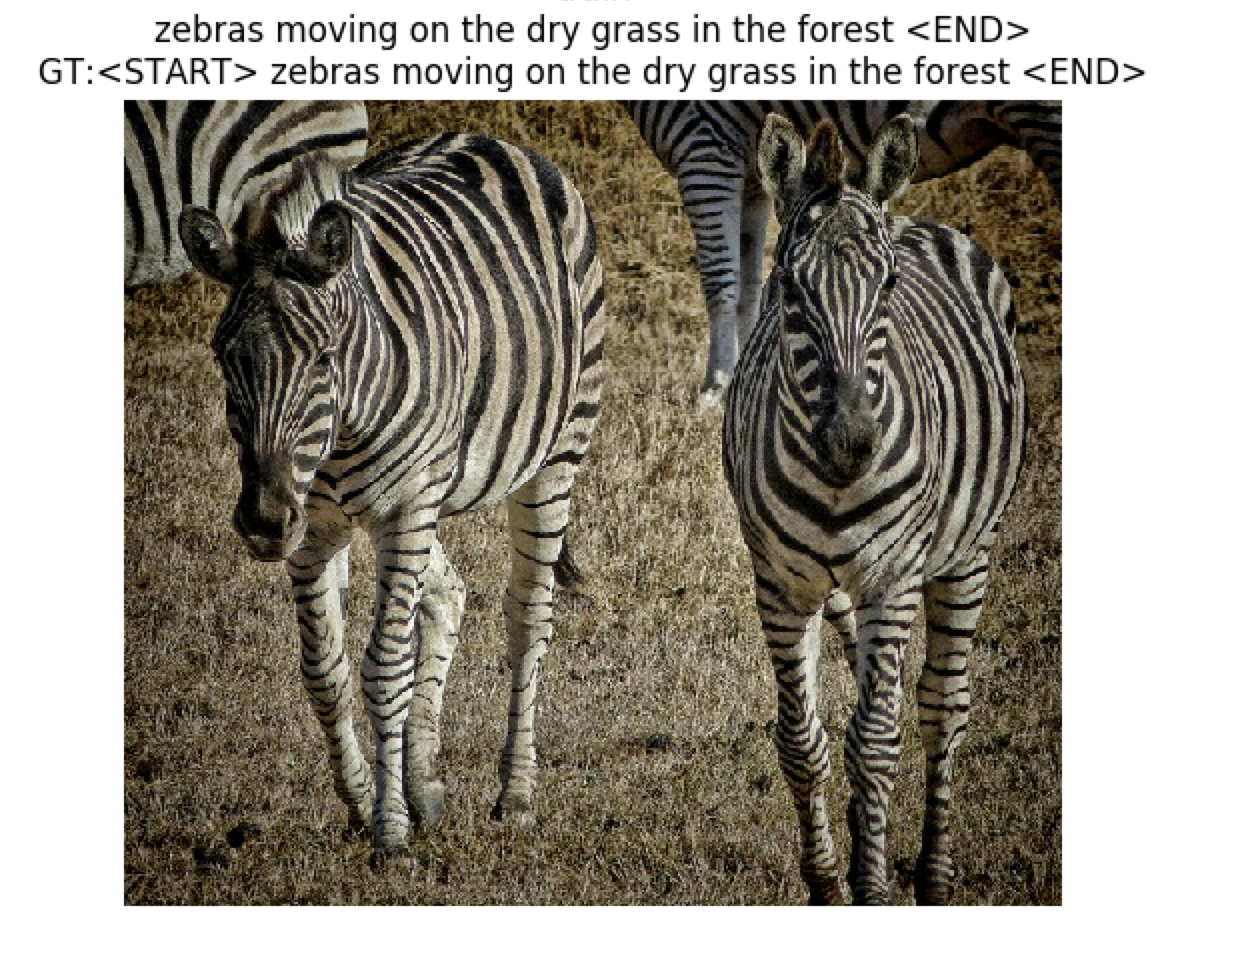 zebras moving on the dry grass in the forest <END>
GT:<START> zebras moving on the dry grass in the forest <END>